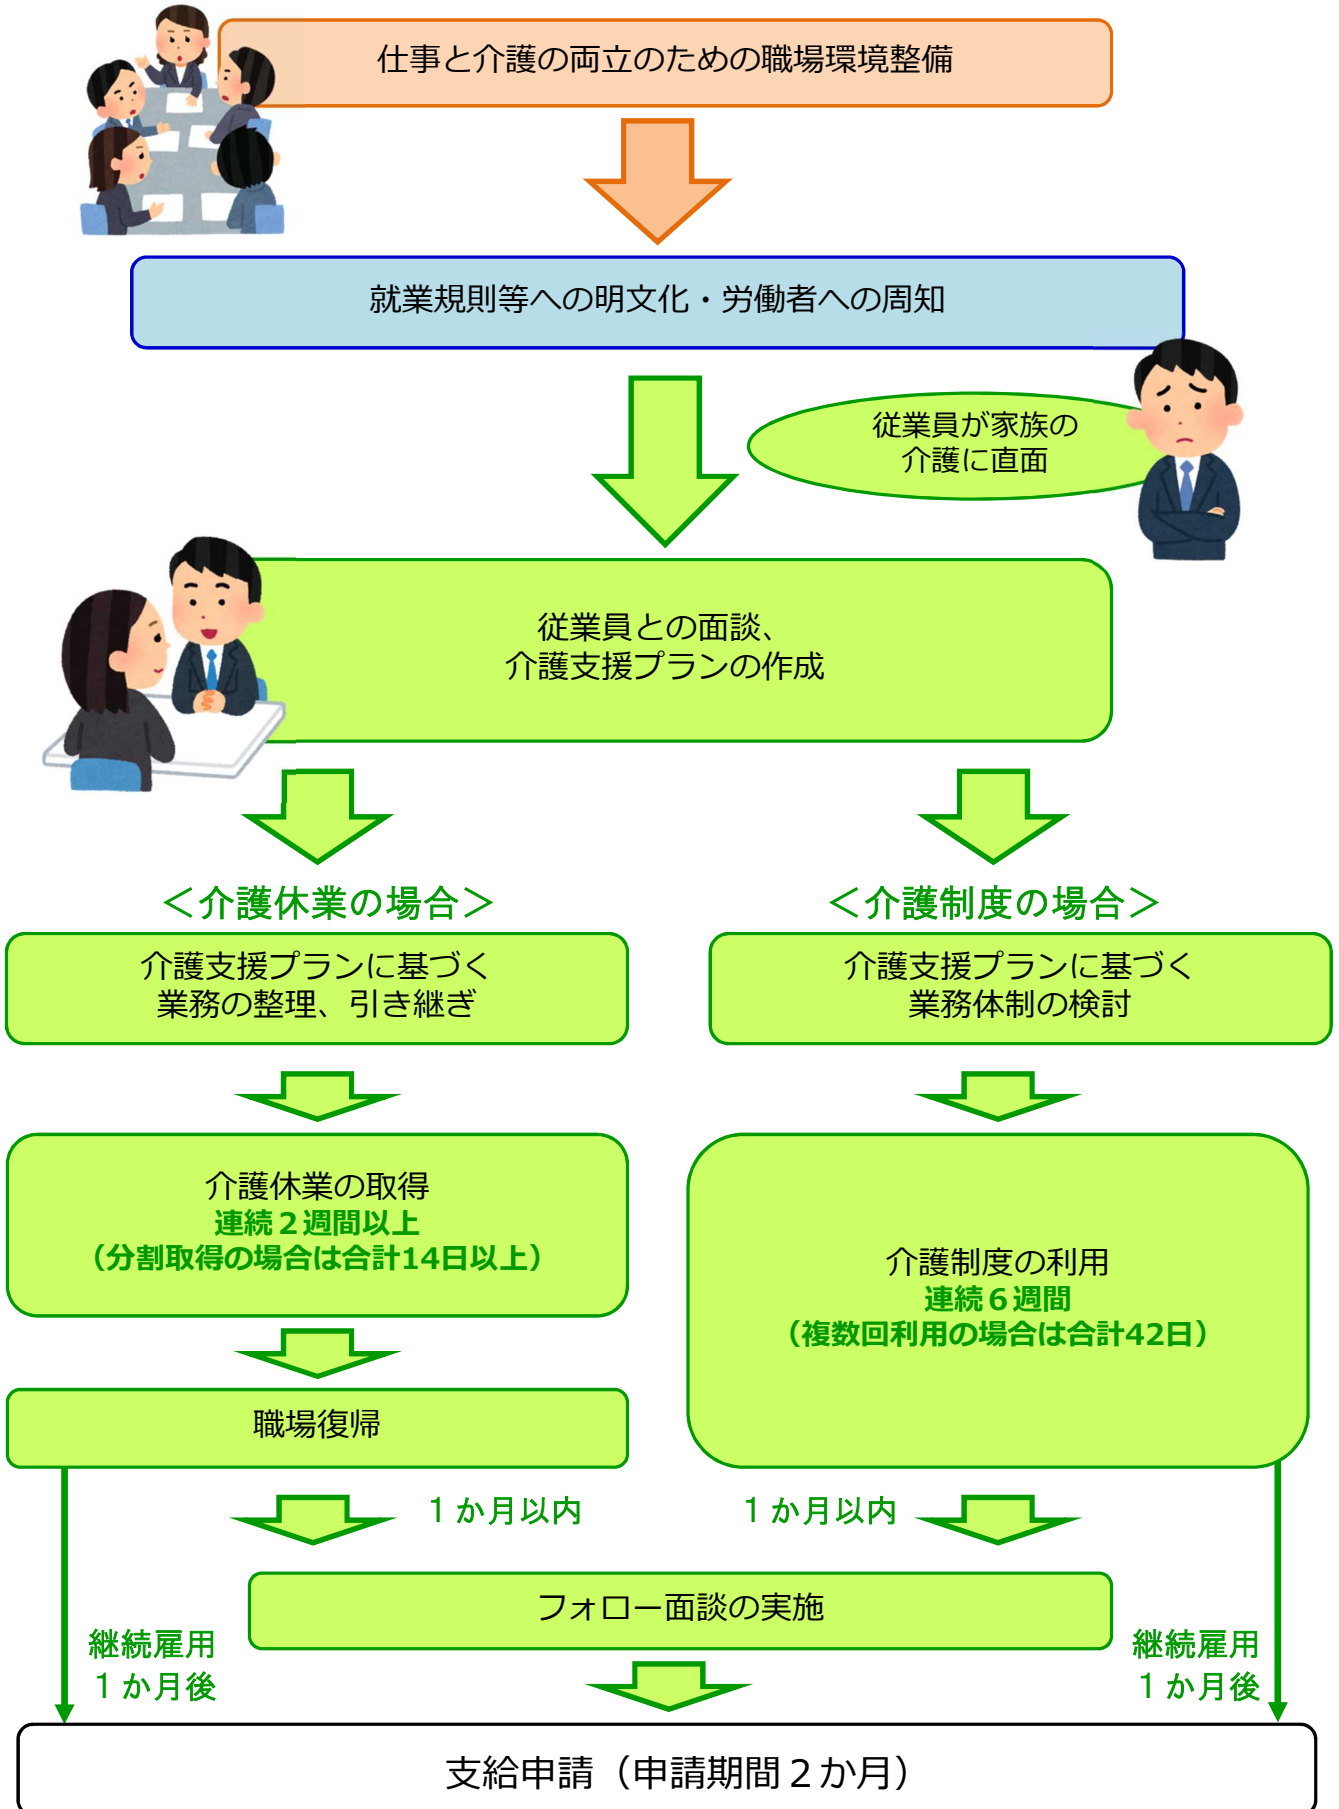 仕事と介護の両立のための職場環境整備
就業規則等への明文化・労働者への周知
従業員が家族の
介護に直面
従業員との面談、
介護支援プランの作成
＜介護休業の場合＞
介護支援プランに基づく
業務の整理、引き継ぎ
介護休業の取得
連続２週間以上
（分割取得の場合は合計14日以上）
職場復帰
１か月以内
＜介護制度の場合＞
介護支援プランに基づく
業務体制の検討
介護制度の利用
連続６週間
（複数回利用の場合は合計42日）
１か月以内
フォロー面談の実施
継続雇用
１か月後
継続雇用
１か月後
支給申請（申請期間２か月）